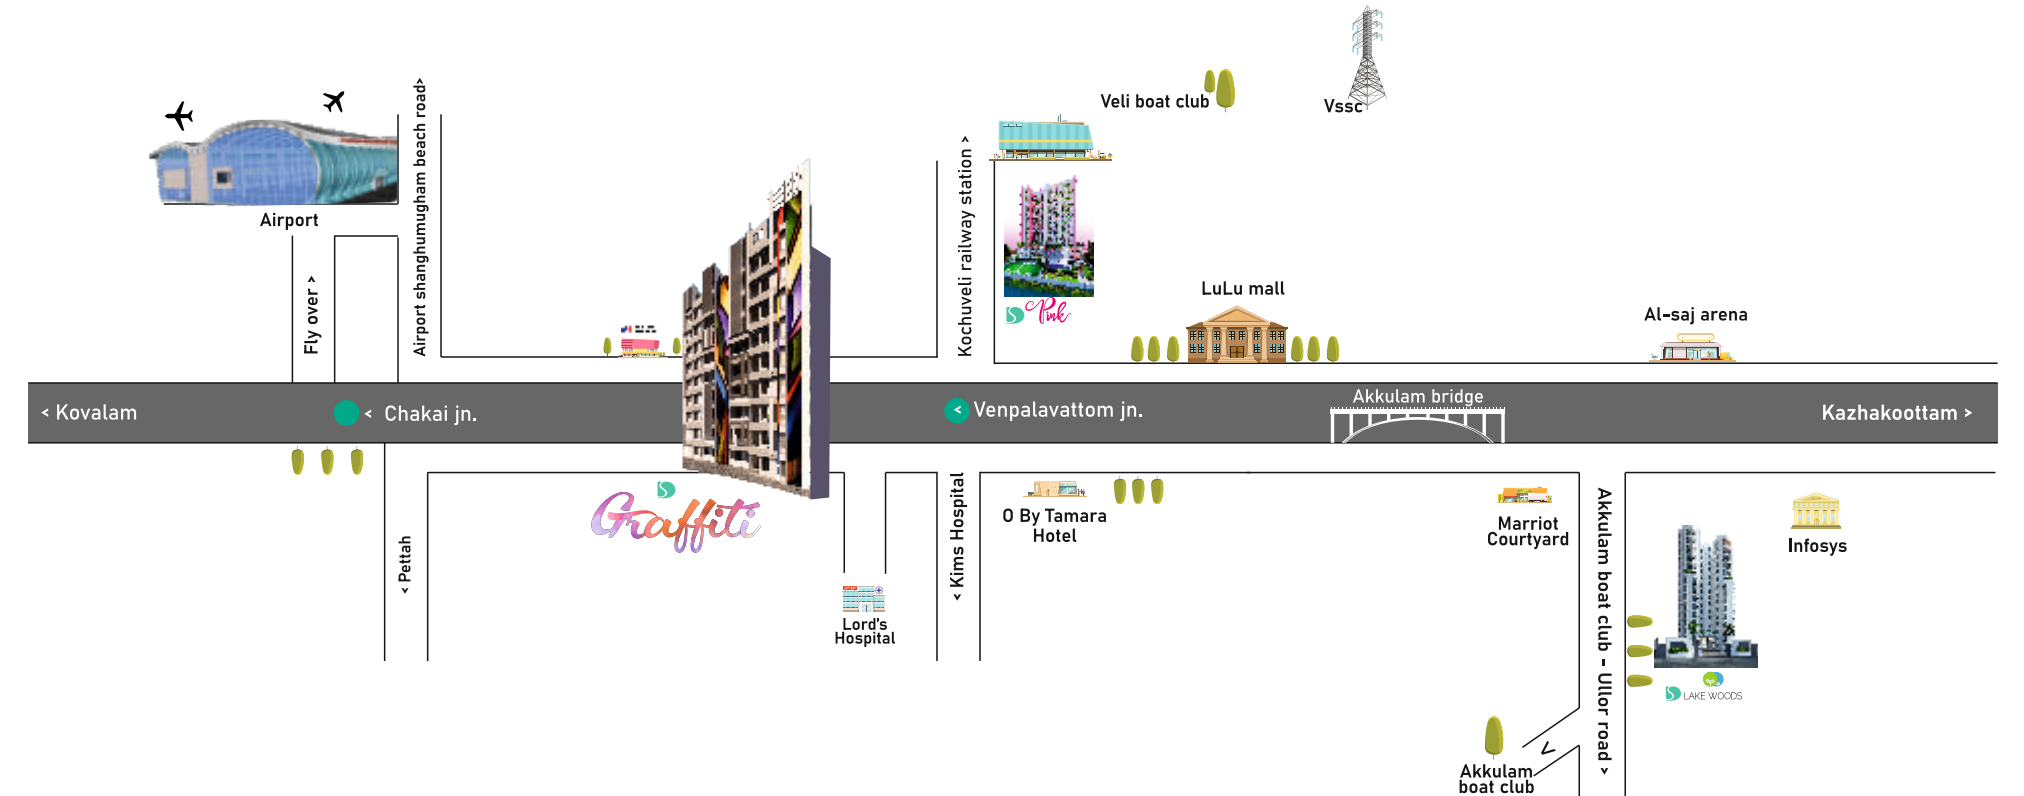 Vssc
Veli boat club
Airport
Airport shanghumugham beach road>
Fly over >
Kochuveli railway station >
Pink
LuLu mall
Al-saj arena
< Kovalam
< Chakai jn.
< Venpalavattom jn.
Akkulam bridge
Kazhakoottam >
< Pettah
Graffiti
Lord's
Hospital
< Kims Hospital
O By Tamara
Hotel
Marriot
Courtyard
Akkulam boat club - Ullor road >
Infosys
LAKE WOODS
Akkulam
boat club